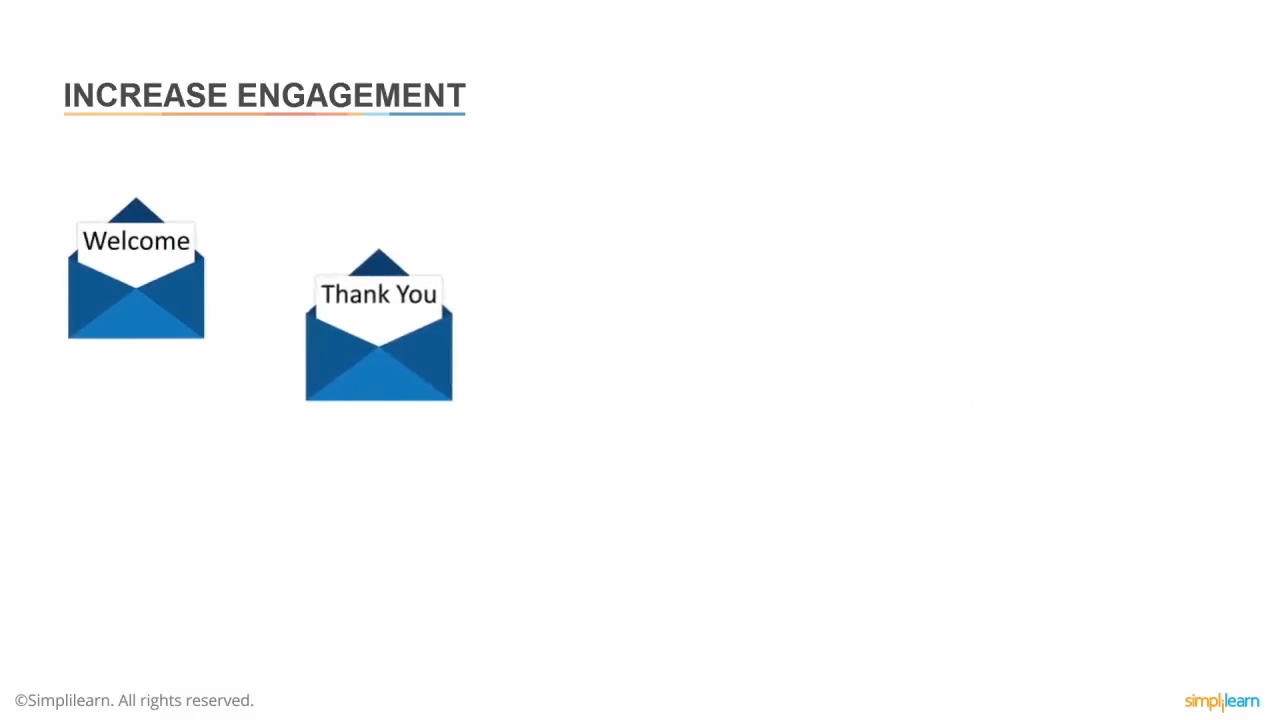 INCREASE ENGAGEMENT
Welcome
Thank You
©Simplilearn. All rights reserved.
simplilearn